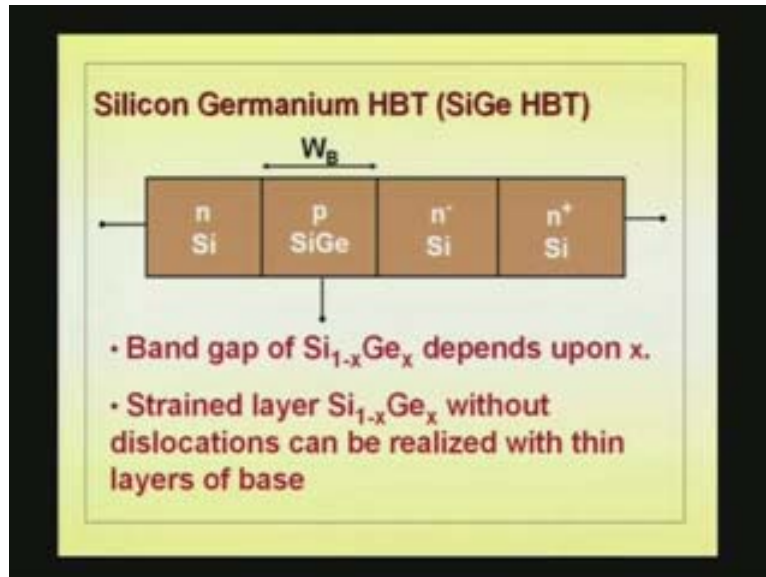 Silicon Germanium HBT (SiGe HBT)
W_B
n p n⁻ n⁺
Si SiGe Si Si
• Band gap of Si₁₋ₓGeₓ depends upon x.
• Strained layer Si₁₋ₓGeₓ without
dislocations can be realized with thin
layers of base